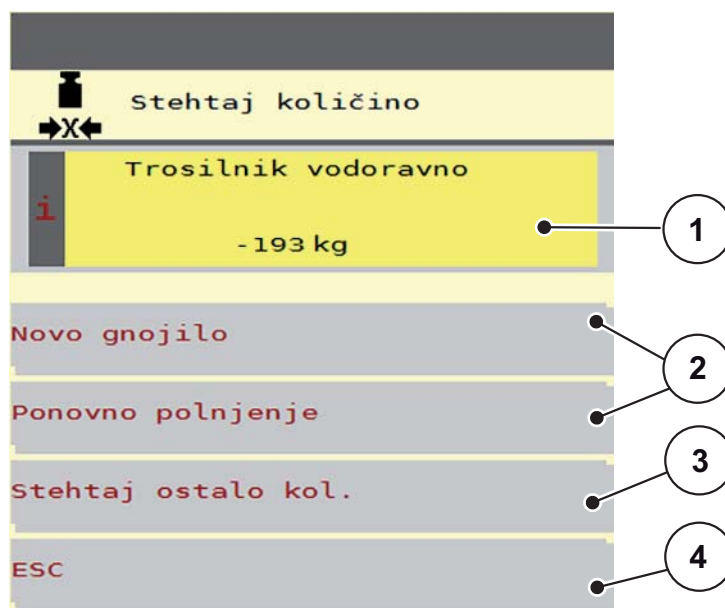 Stehtaj količino
Trosilnik vodoravno
i
-193 kg
1
Novo gnojilo
2
Ponovno polnjenje
Stehtaj ostalo kol.
3
ESC
4